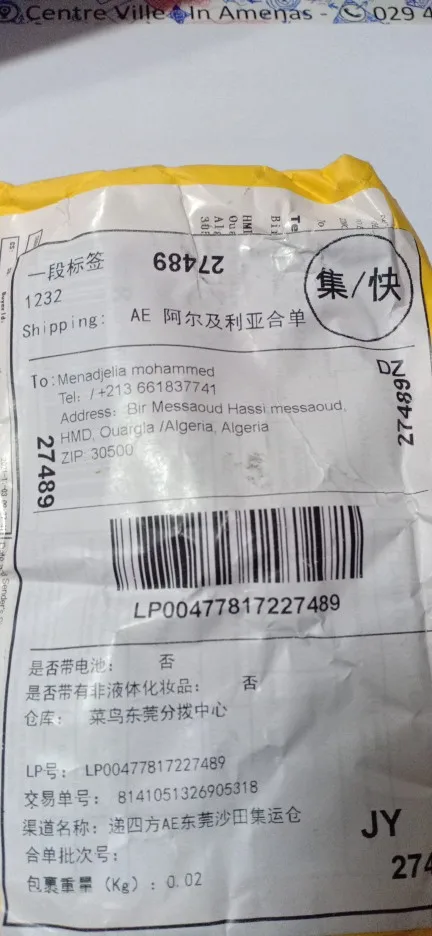 Centre Ville In Amenas - 029 4
一段标签
27489
1232
集/快
Shipping: AE 阿尔及利亚合单
To: Menadjelia mohammed
Tel: /+213 661837741
Address: Bir Messaoud Hassi messaoud,
HMD, Ouargla /Algeria, Algeria
ZIP: 30500
27489
DZ
27489
LP00477817227489
是否带电池： 否
是否带有非液体化妆品： 否
仓库： 菜鸟东莞分拨中心
LP号： LP00477817227489
交易单号： 8141051326905318
渠道名称：递四方AE东莞沙田集运仓
JY
合单批次号：
274
包裹重量（Kg）：0.02